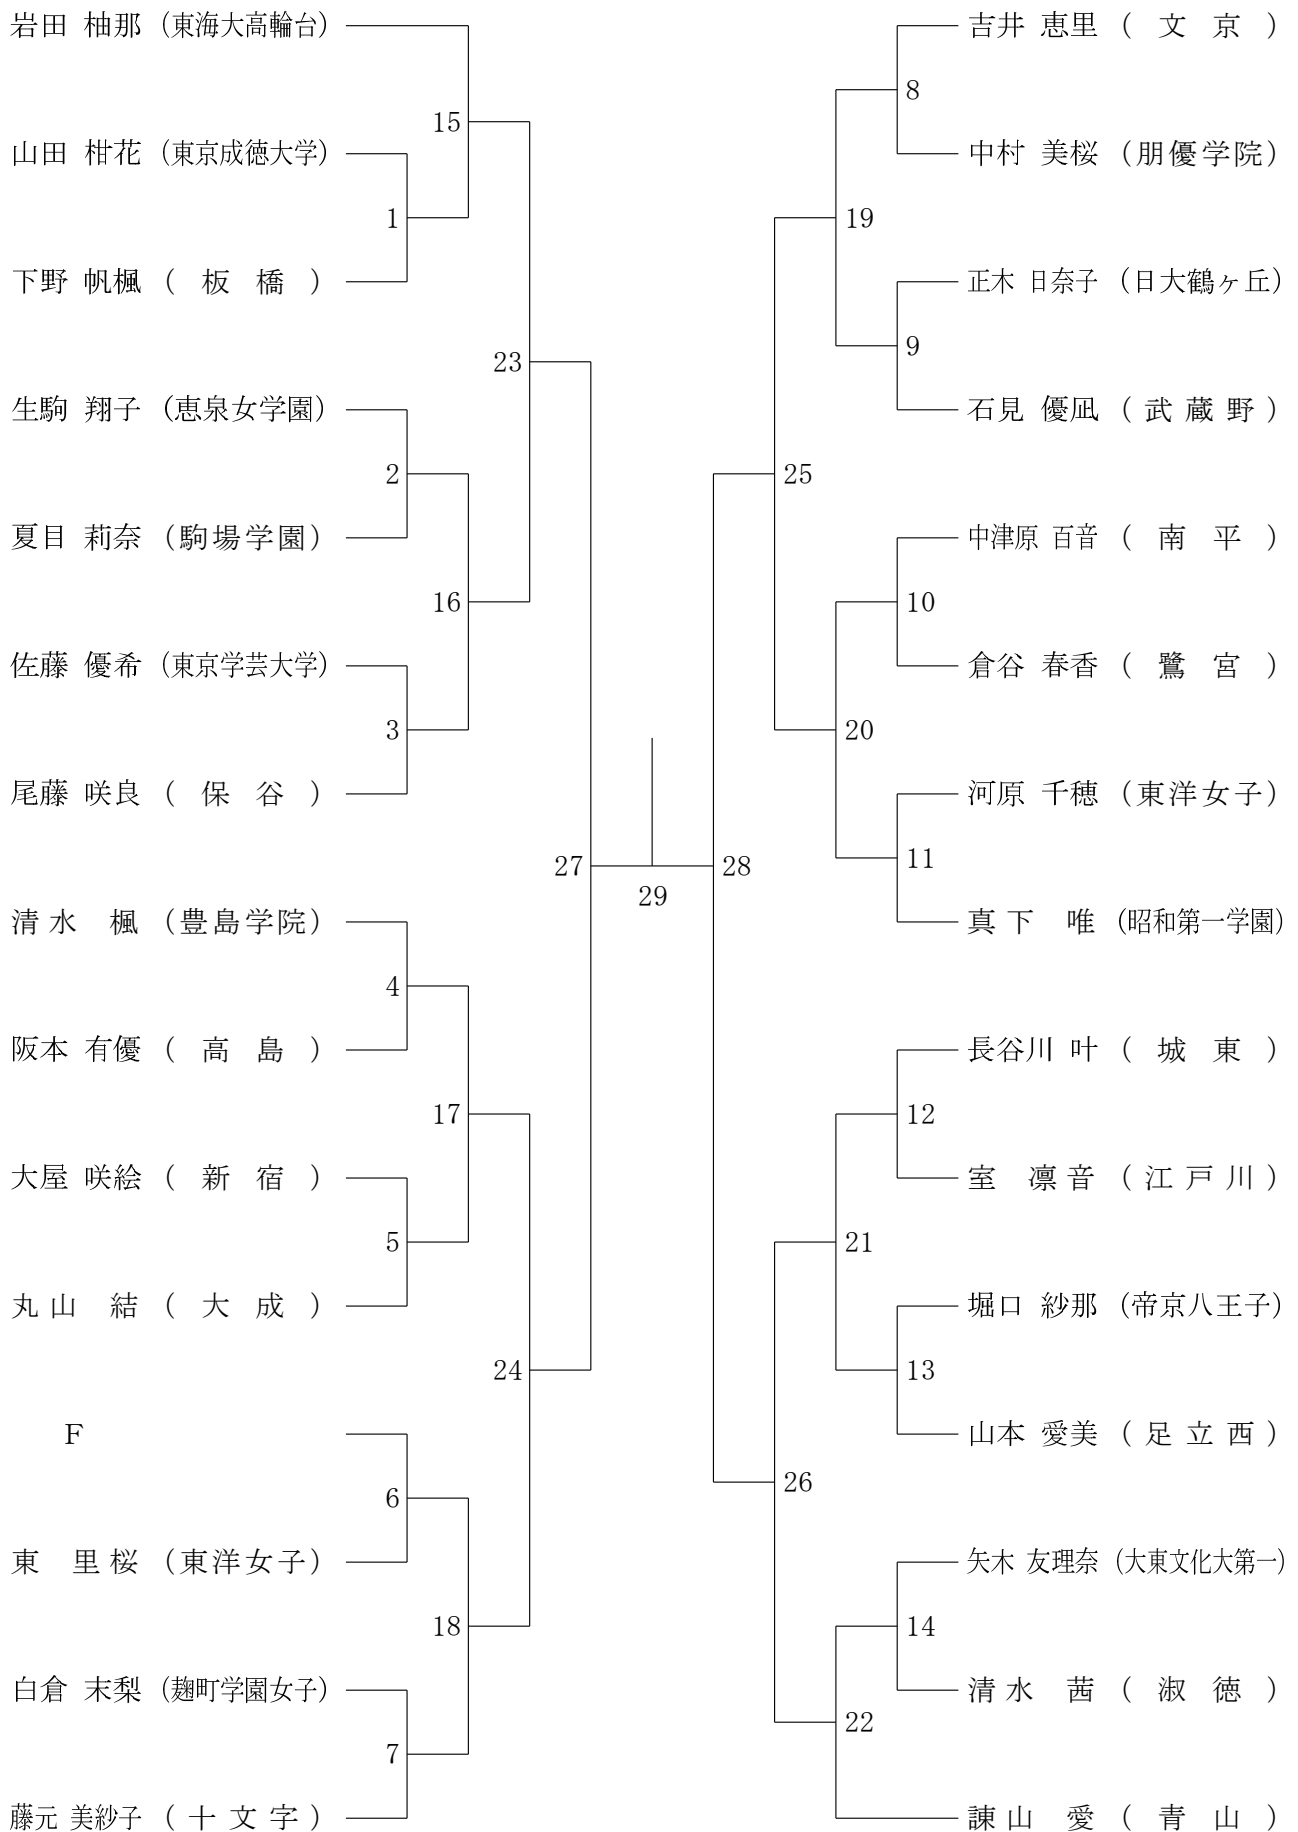 岩田 柚那 (東海大高輪台)
15
山田 柑花 (東京成徳大学)
1
下野 帆楓 ( 板 橋 )
23
生駒 翔子 (恵泉女学園)
2
夏目 莉奈 (駒場学園)
16
佐藤 優希 (東京学芸大学)
3
尾藤 咲良 ( 保 谷 )
27
29
清水 楓 (豊島学院)
4
阪本 有優 ( 高 島 )
17
大屋 咲絵 ( 新 宿 )
5
丸山 結 ( 大 成 )
24
F
6
東 里桜 (東洋女子)
18
白倉 末梨 (麹町学園女子)
7
藤元 美紗子 (十文字)
吉井 恵里 ( 文 京 )
8
中村 美桜 (朋優学院)
19
正木 日奈子 (日大鶴ヶ丘)
9
石見 優凪 (武蔵野)
25
中津原 百音 ( 南 平 )
10
倉谷 春香 ( 鷺 宮 )
20
河原 千穂 (東洋女子)
11
真下 唯 (昭和第一学園)
28
長谷川 叶 ( 城 東 )
12
室 凛音 (江戸川)
21
堀口 紗那 (帝京八王子)
13
山本 愛美 (足立西)
26
矢木 友理奈 (大東文化大第一)
14
清水 茜 ( 淑 徳 )
22
諫山 愛 ( 青 山 )